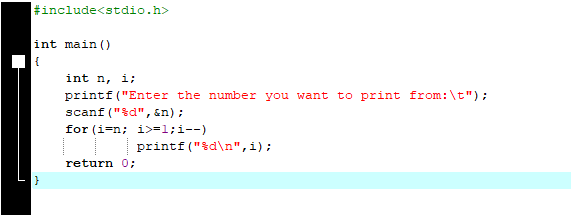 #include<stdio.h>
int main()
{
int n, i;
printf("Enter the number you want to print from:\t");
scanf("%d",&n);
for(i=n; i>=1;i--)
printf("%d\n",i);
return 0;
}